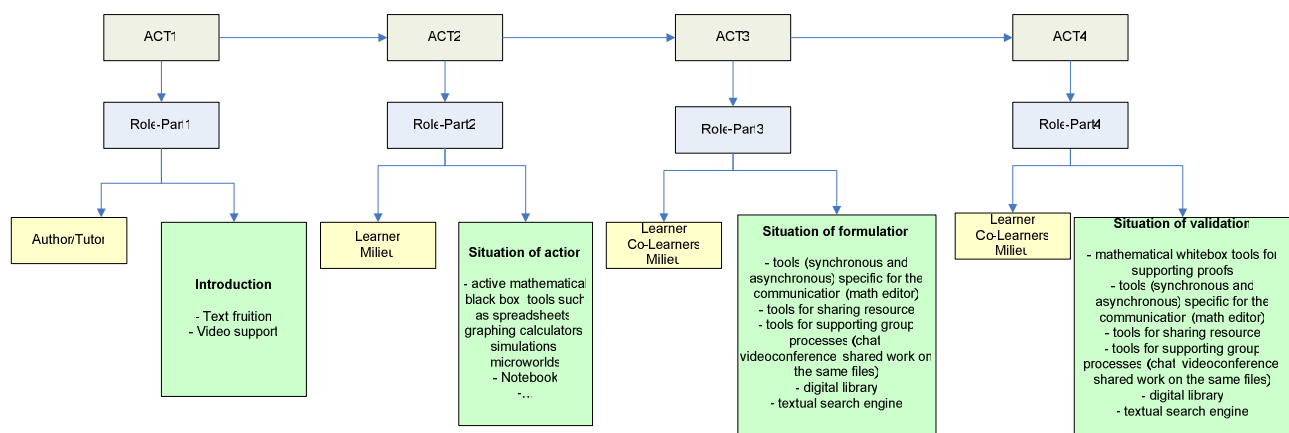 ACT1
ACT2
ACT3
ACT4
Role-Part1
Role-Part2
Role-Part3
Role-Part4
Author/Tutor
Introduction
- Text fruition
- Video support
Learner
Milieu
Situation of action
- active mathematical
black box tools such
as spreadsheets
graphing calculators
simulations
microworlds
- Notebook
-...
Learner
Co-Learners
Milieu
Situation of formulation
- tools (synchronous and
asynchronous) specific for the
communication (math editor)
- tools for sharing resource
- tools for supporting group
processes (chat
videoconference shared work on
the same files)
- digital library
- textual search engine
Learner
Co-Learners
Milieu
Situation of validation
- mathematical whitebox tools for
supporting proofs
- tools (synchronous and
asynchronous) specific for the
communication (math editor)
- tools for sharing resource
- tools for supporting group
processes (chat videoconference
shared work on the same files)
- digital library
- textual search engine